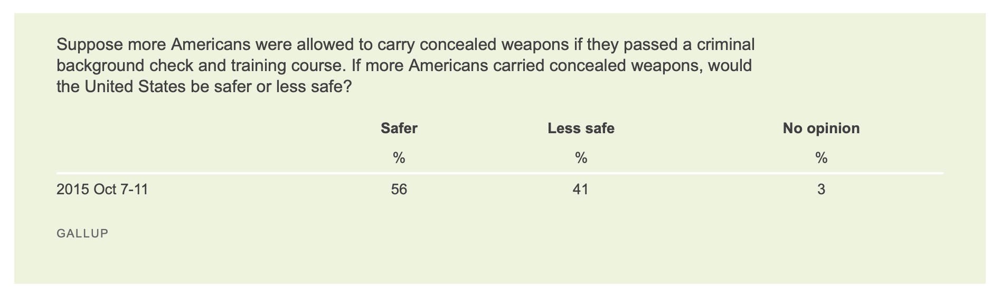 Suppose more Americans were allowed to carry concealed weapons if they passed a criminal
background check and training course. If more Americans carried concealed weapons, would
the United States be safer or less safe?
Safer Less safe No opinion
% % %
2015 Oct 7-11 56 41 3
GALLUP